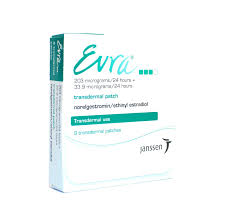 Evra
203 micrograms/24 hours +
33.9 micrograms/24 hours
transdermal patch
norelgestromin/ethinyl estradiol
Transdermal use
9 transdermal patches
janssen